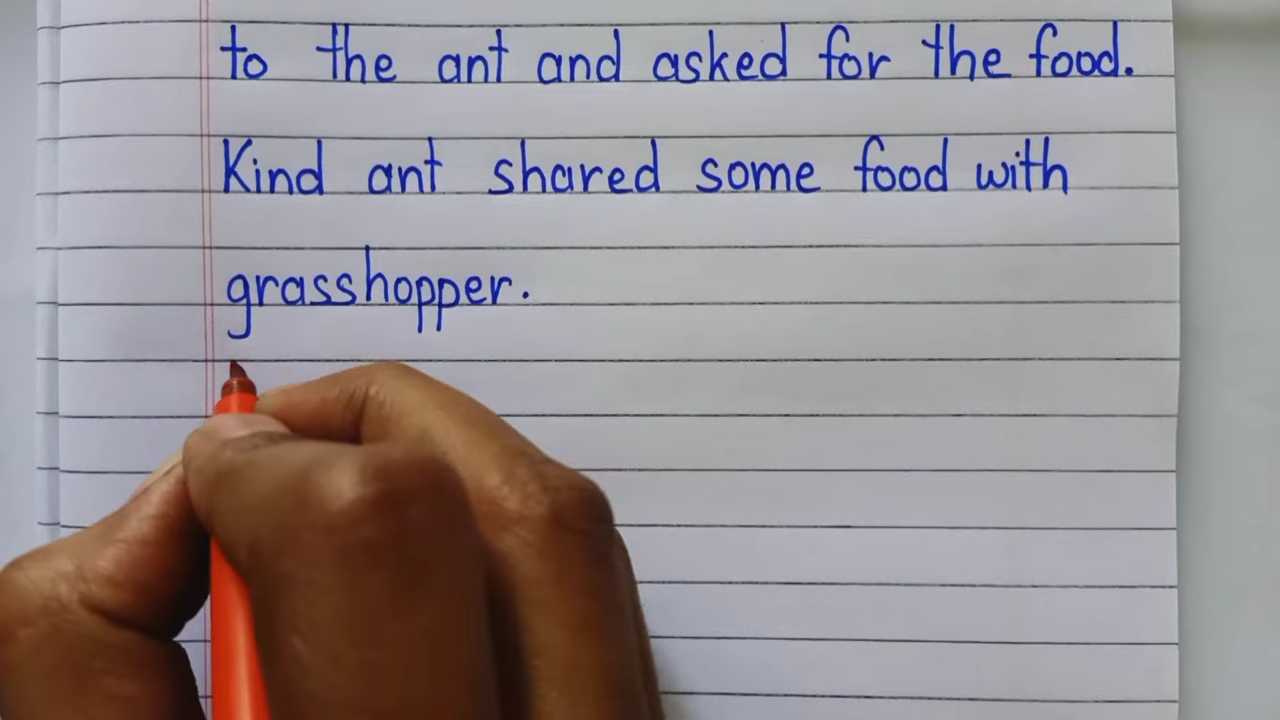 to the ant and asked for the food.
Kind ant shared some food with
grasshopper.